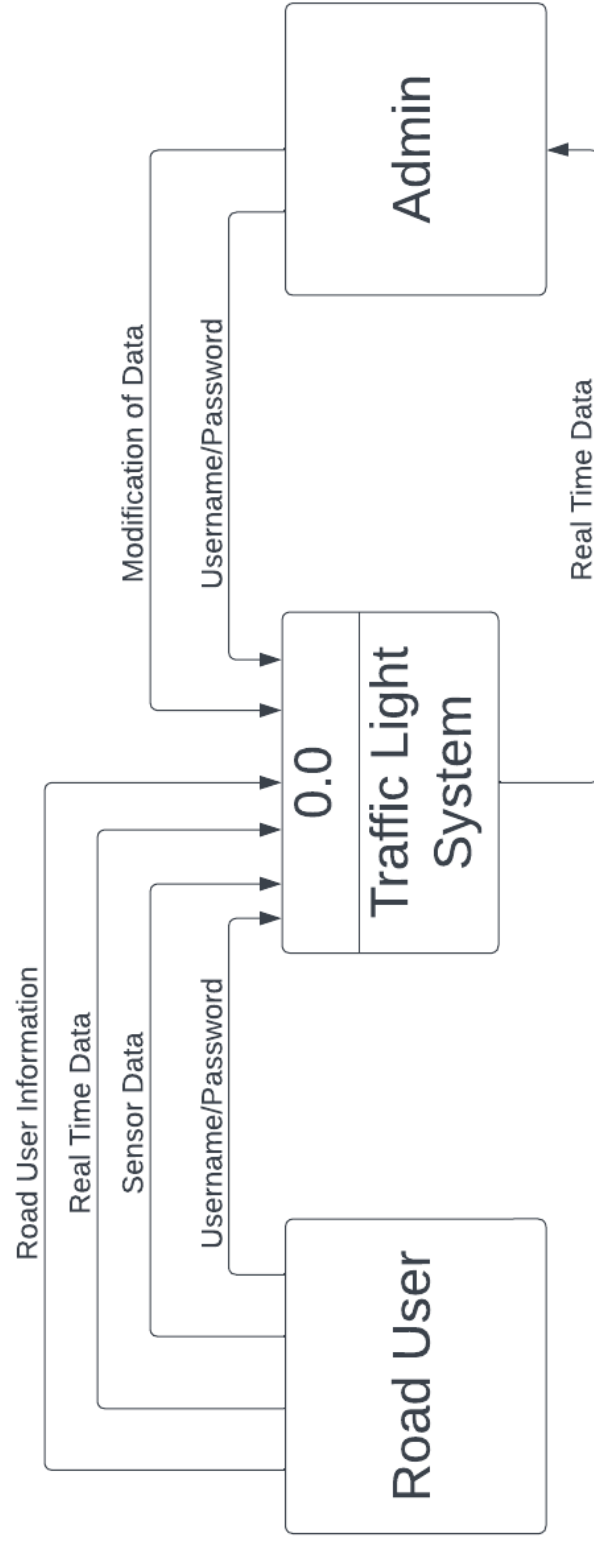 Road User Information
Real Time Data
Sensor Data
Username/Password
Modification of Data
Username/Password
Road User
0.0
Traffic Light
System
Admin
Real Time Data